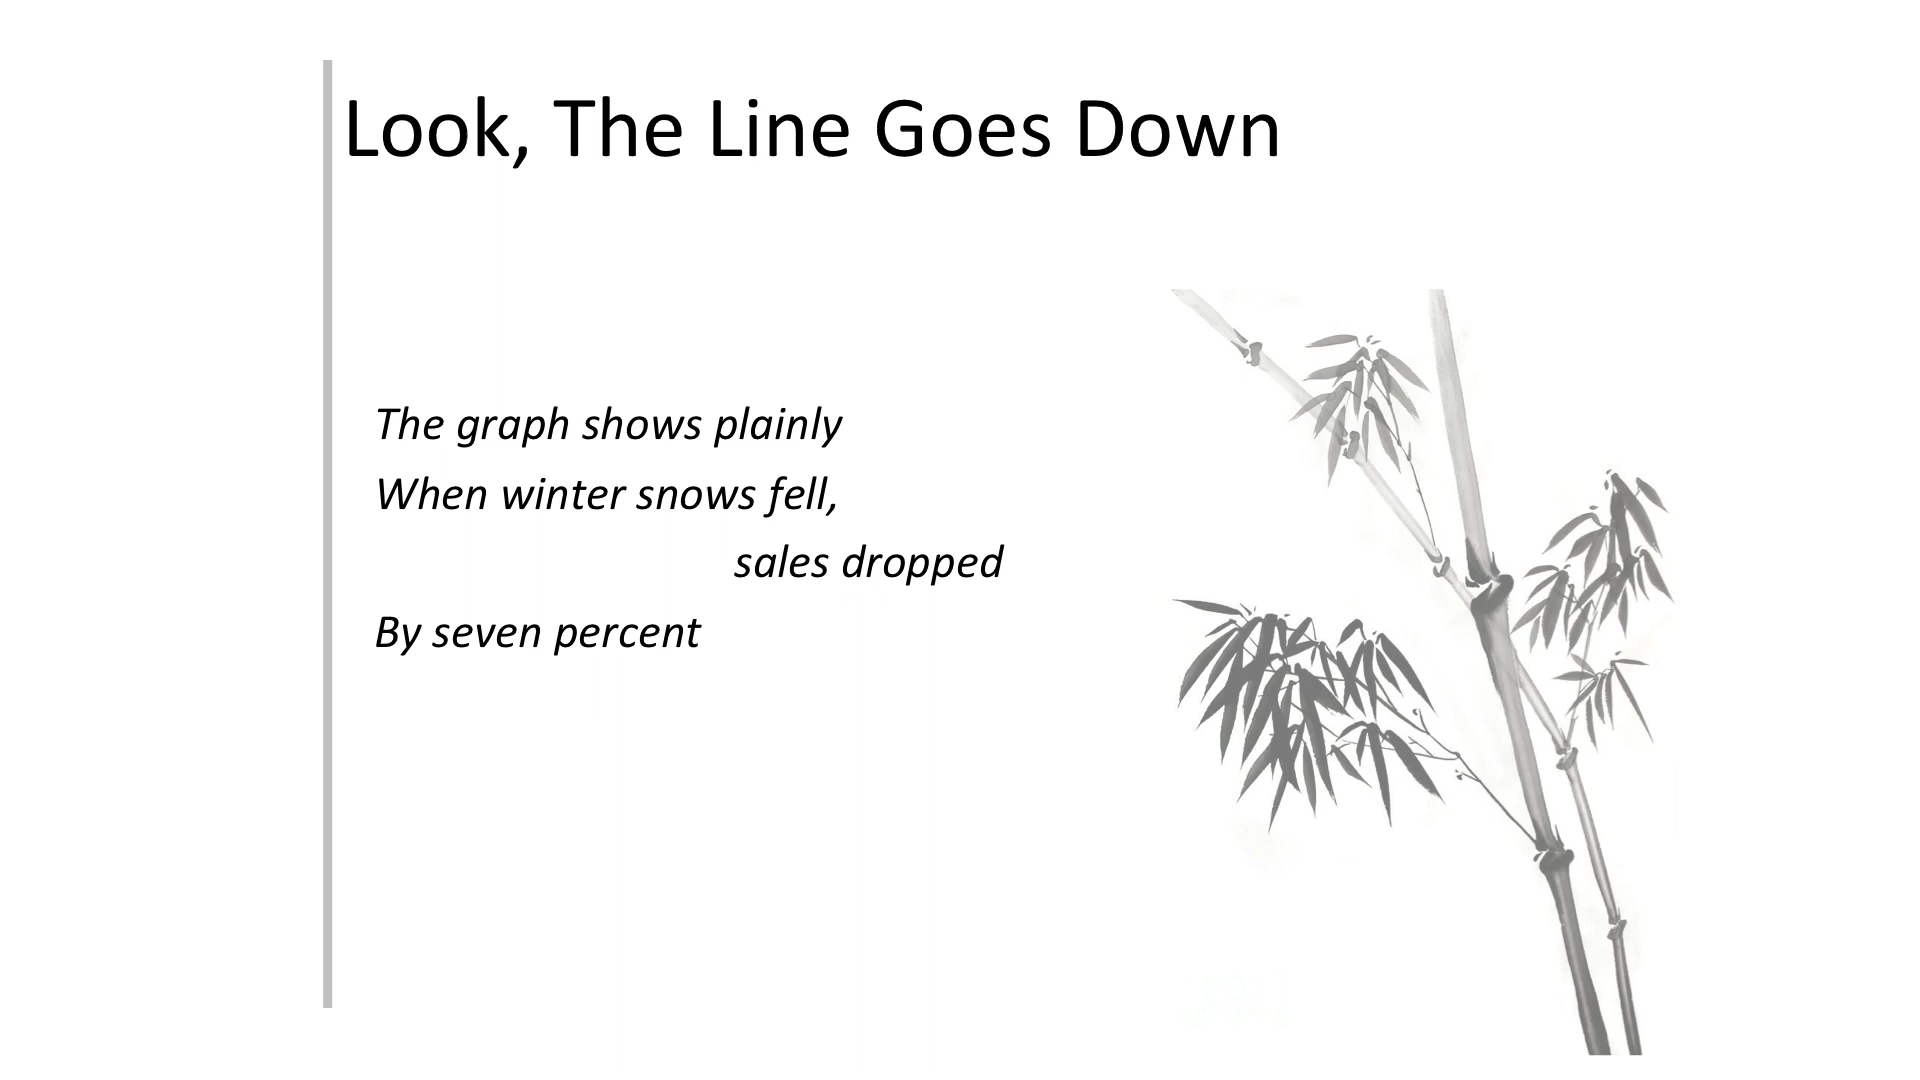 Look, The Line Goes Down
The graph shows plainly
When winter snows fell,
sales dropped
By seven percent